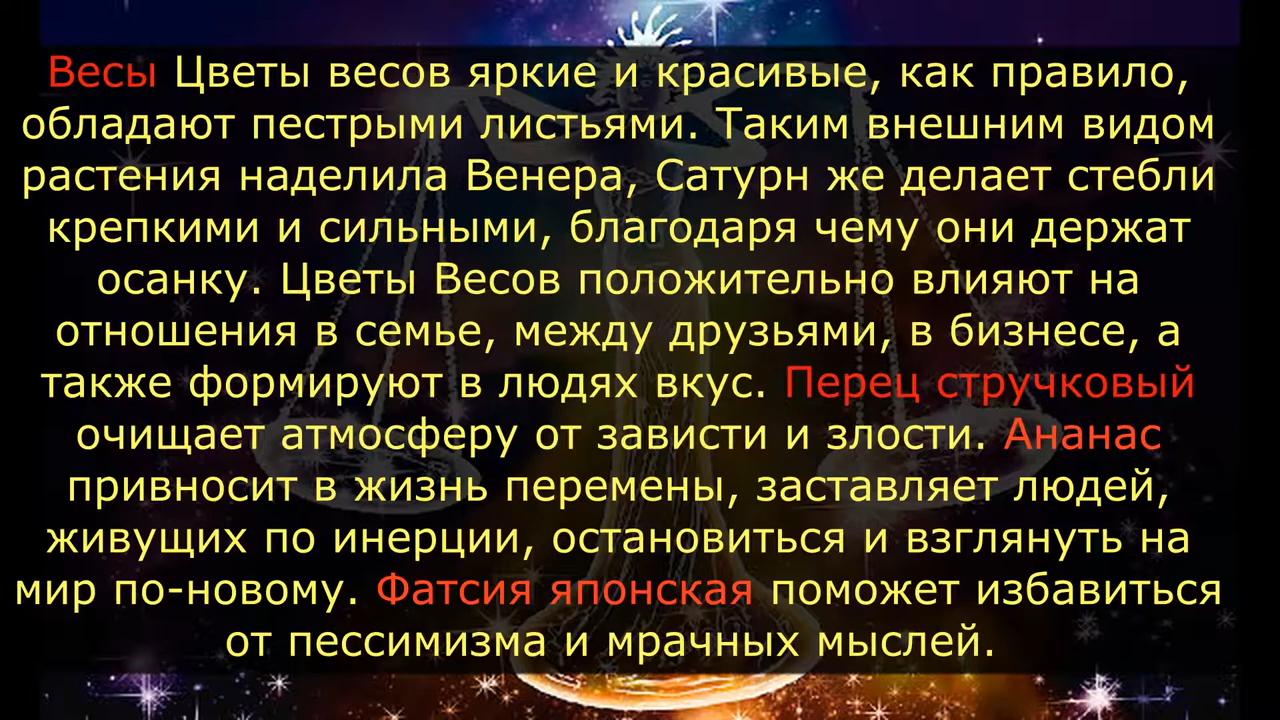 Весы Цветы весов яркие и красивые, как правило,
обладают пестрыми листьями. Таким внешним видом
растения наделила Венера, Сатурн же делает стебли
крепкими и сильными, благодаря чему они держат
осанку. Цветы Весов положительно влияют на
отношения в семье, между друзьями, в бизнесе, а
также формируют в людях вкус. Перец стручковый
очищает атмосферу от зависти и злости. Ананас
привносит в жизнь перемены, заставляет людей,
живущих по инерции, остановиться и взглянуть на
мир по-новому. Фатсия японская поможет избавиться
от пессимизма и мрачных мыслей.